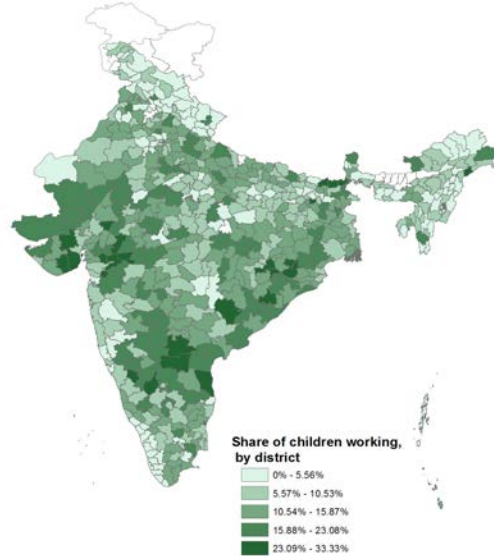 Share of children working,
by district
0% - 5.56%
5.57% - 10.53%
10.54% - 15.87%
15.88% - 23.08%
23.09% - 33.33%